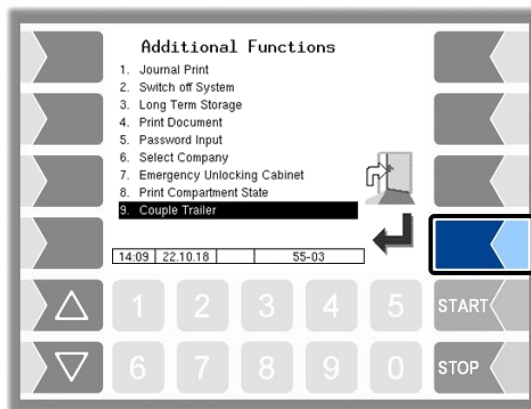 Additional Functions
1. Journal Print
2. Switch off System
3. Long Term Storage
4. Print Document
5. Password Input
6. Select Company
7. Emergency Unlocking Cabinet
8. Print Compartment State
9. Couple Trailer
14:09 22.10.18 55-03
1 2 3 4 5 START
6 7 8 9 0 STOP